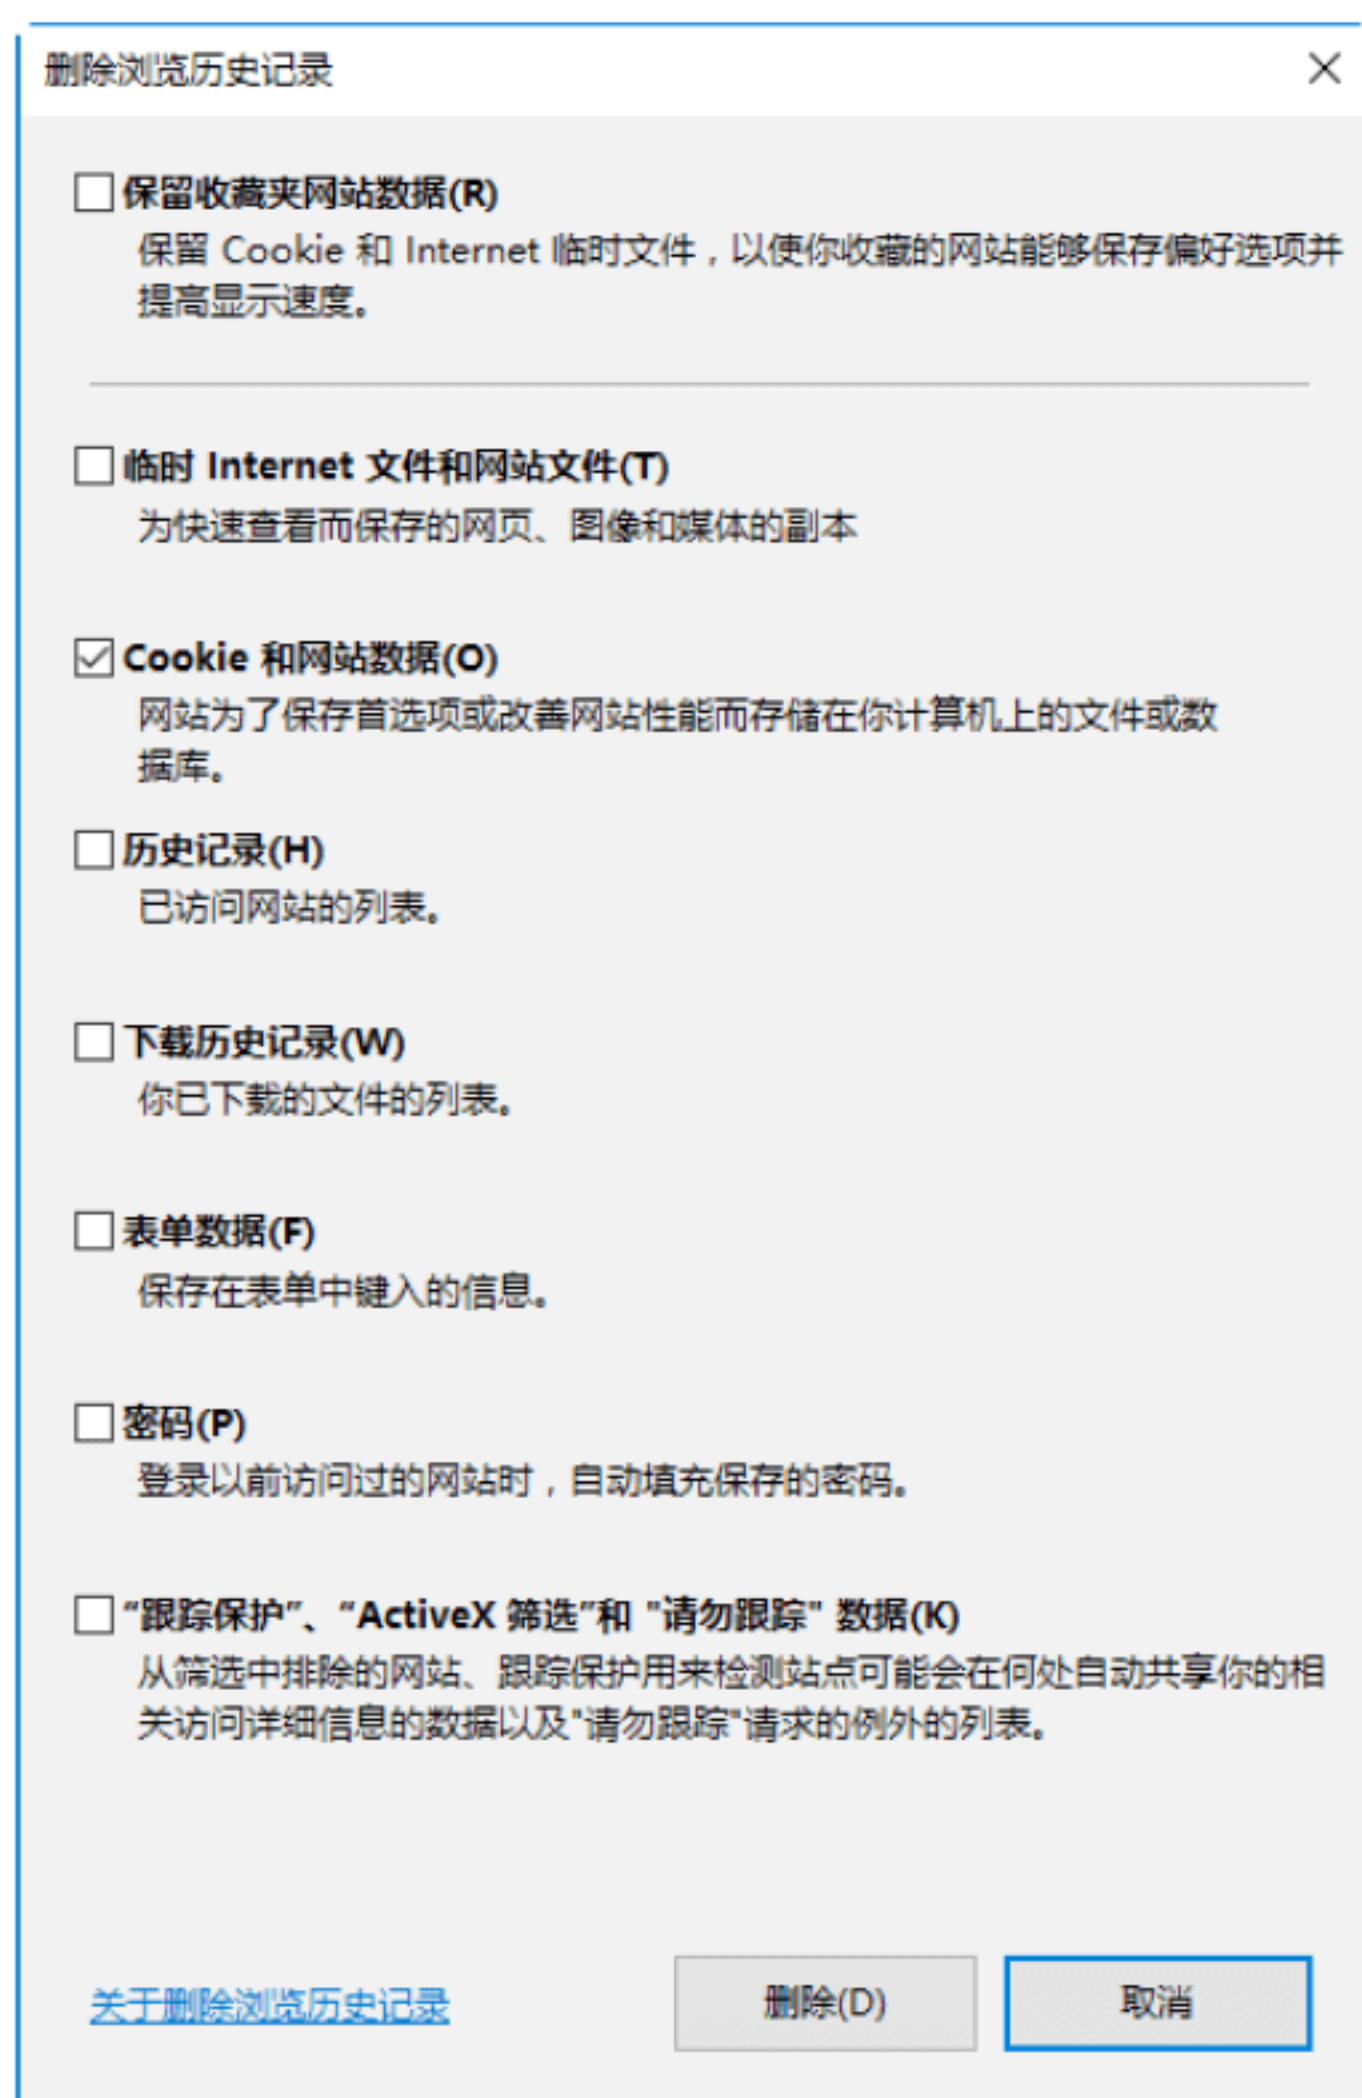 删除浏览历史记录
保留收藏夹网站数据(R)
保留 Cookie 和 Internet 临时文件，以使你收藏的网站能够保存偏好选项并
提高显示速度。
临时 Internet 文件和网站文件(T)
为快速查看而保存的网页、图像和媒体的副本
Cookie 和网站数据(O)
网站为了保存首选项或改善网站性能而存储在你计算机上的文件或数
据库。
历史记录(H)
已访问网站的列表。
下载历史记录(W)
你已下载的文件的列表。
表单数据(F)
保存在表单中键入的信息。
密码(P)
登录以前访问过的网站时，自动填充保存的密码。
“跟踪保护”、“ActiveX 筛选”和 "请勿跟踪" 数据(K)
从筛选中排除的网站、跟踪保护用来检测站点可能会在何处自动共享你的相
关访问详细信息的数据以及"请勿跟踪"请求的例外的列表。
关于删除浏览历史记录
删除(D)
取消